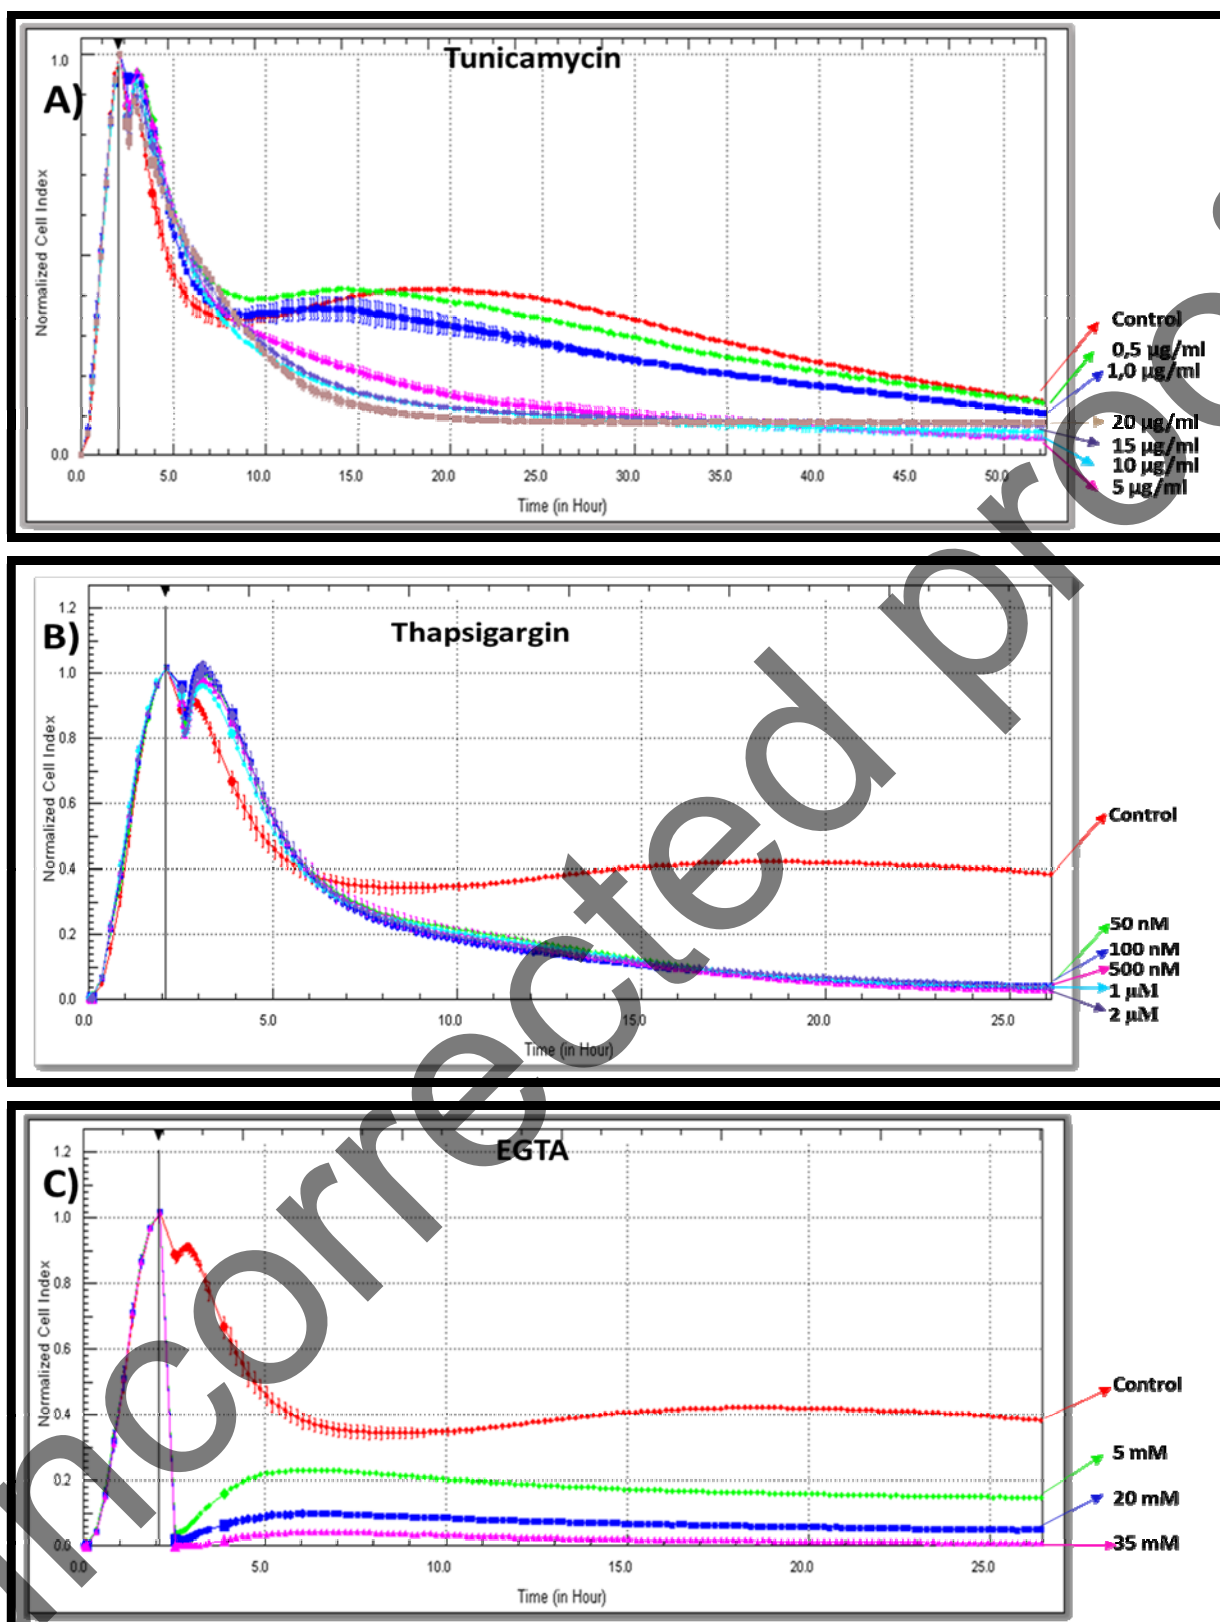 Tunicamycin
A)
1.0
Normalized Cell Index
0.0
0.0 5.0 10.0 15.0 20.0 25.0 30.0 35.0 40.0 45.0 50.0
Time (in Hour)
Control
0,5 µg/ml
1,0 µg/ml
20 µg/ml
15 µg/ml
10 µg/ml
5 µg/ml
Thapsigargin
B)
1.2
1.0
0.8
0.6
0.4
0.2
0.0
Normalized Cell Index
0.0 5.0 10.0 15.0 20.0 25.0
Time (in Hour)
Control
50 nM
100 nM
500 nM
1 µM
2 µM
EGTA
C)
1.2
1.0
0.8
0.6
0.4
0.2
0.0
Normalized Cell Index
0.0 5.0 10.0 15.0 20.0 25.0
Time (in Hour)
Control
5 mM
20 mM
35 mM
incorrected proo